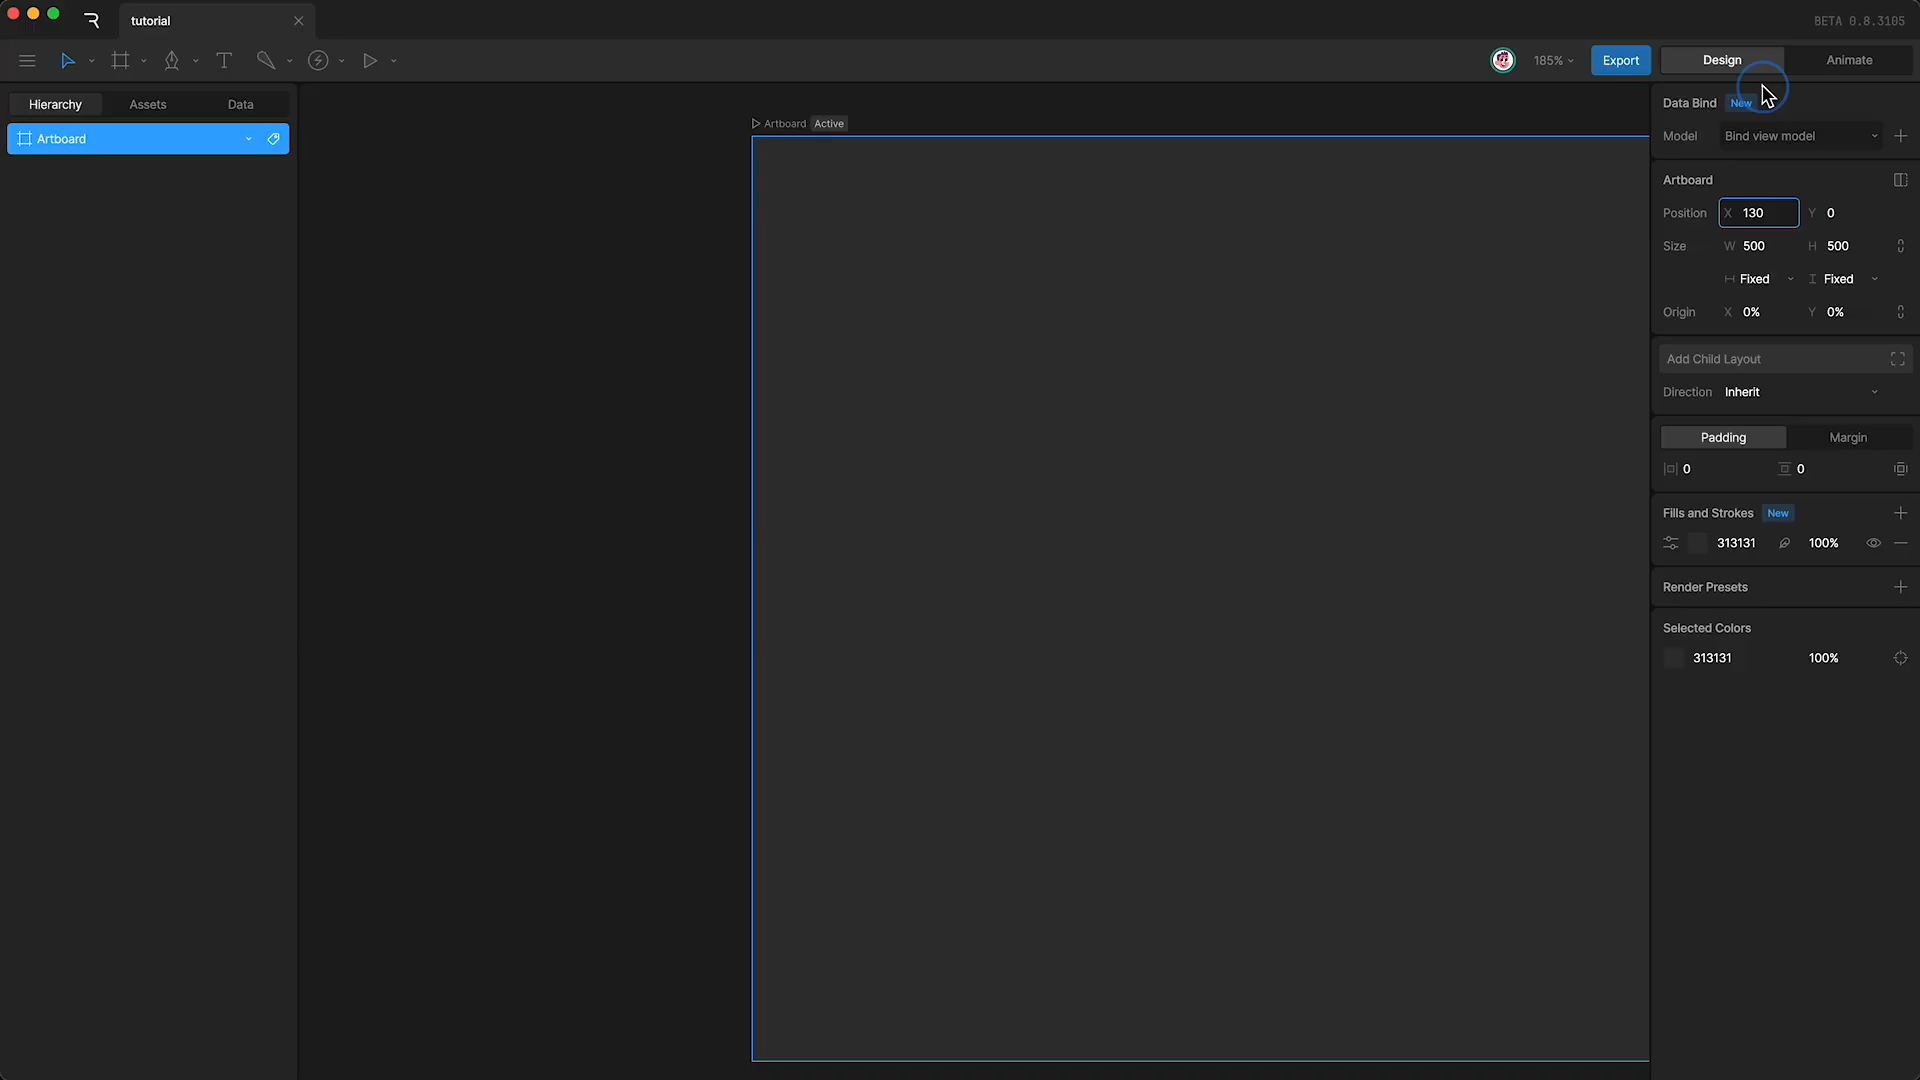 tutorial
BETA 0.8.3105
185%
Export
Design
Animate
Hierarchy
Assets
Data
Artboard
Artboard Active
Data Bind New
Model Bind view model
Artboard
Position X 130 Y 0
Size W 500 H 500
Fixed Fixed
Origin X 0% Y 0%
Add Child Layout
Direction Inherit
Padding Margin
0 0
Fills and Strokes New
313131 100%
Render Presets
Selected Colors
313131 100%